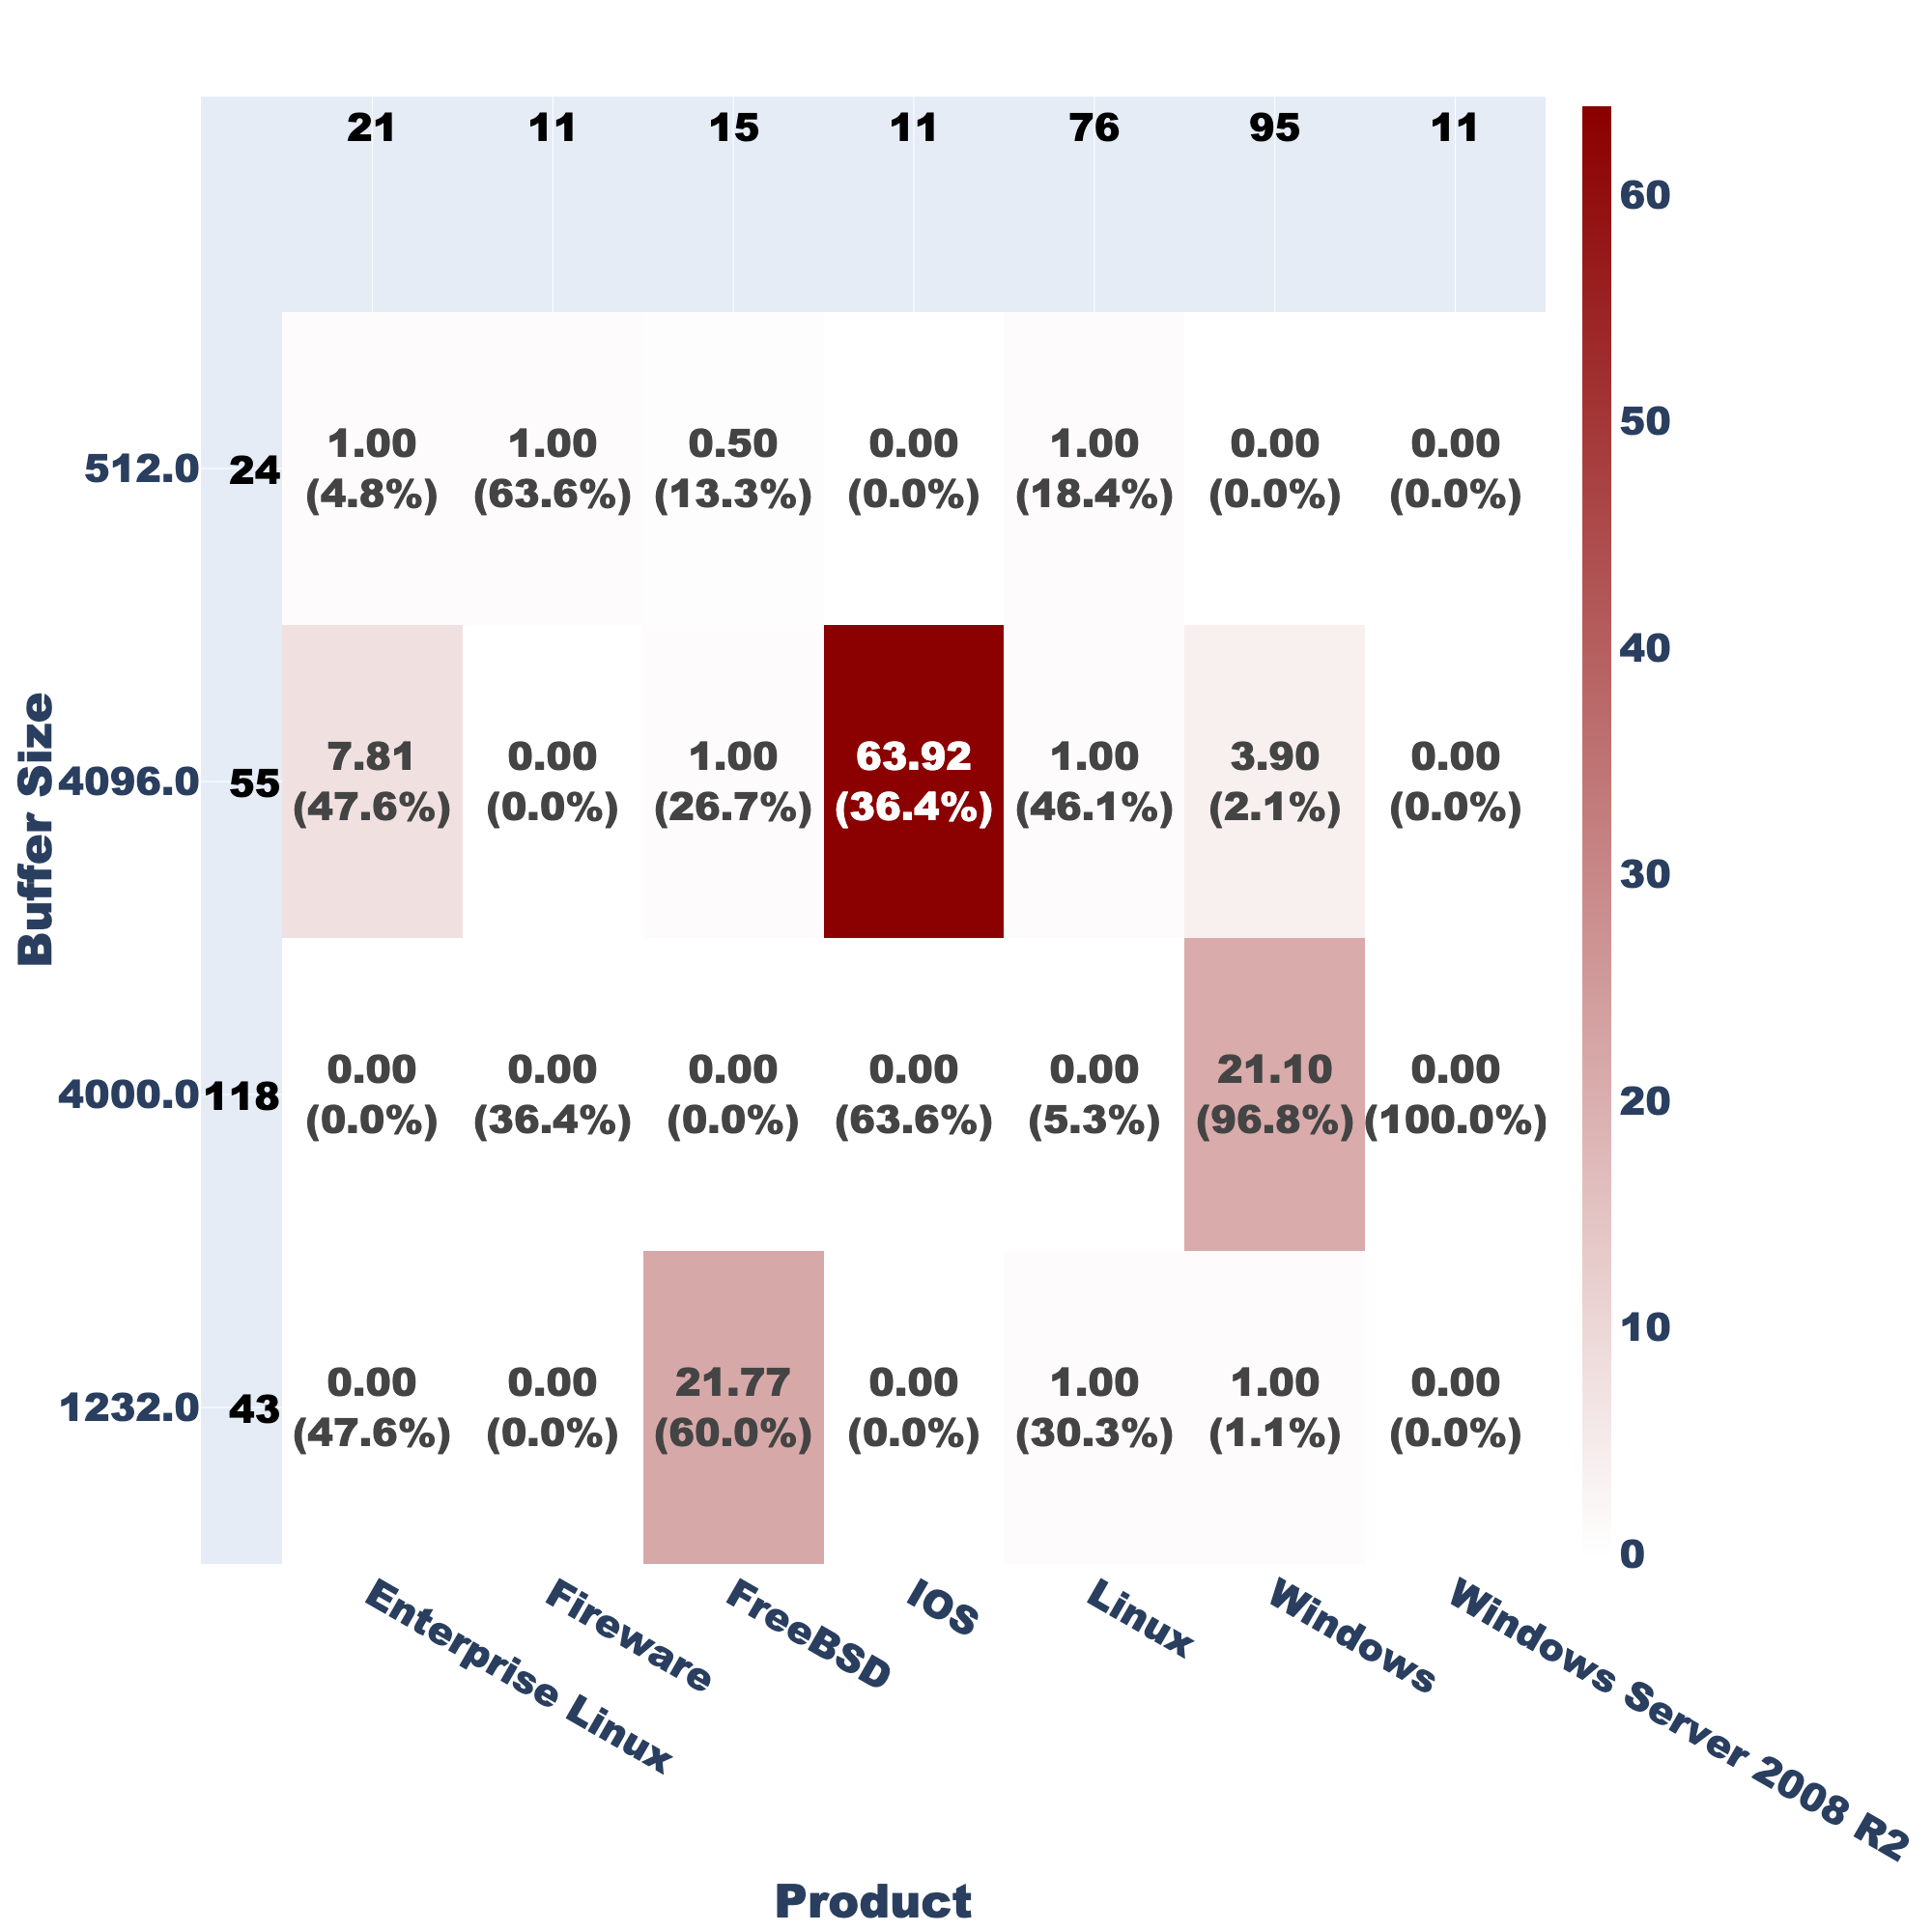 21 11 15 11 76 95 11
60
50
40
30
20
10
0
Buffer Size
512.0 24 1.00 1.00 0.50 0.00 1.00 0.00 0.00
(4.8%) (63.6%) (13.3%) (0.0%) (18.4%) (0.0%) (0.0%)
4096.0 55 7.81 0.00 1.00 63.92 1.00 3.90 0.00
(47.6%) (0.0%) (26.7%) (36.4%) (46.1%) (2.1%) (0.0%)
4000.0 118 0.00 0.00 0.00 0.00 0.00 21.10 0.00
(0.0%) (36.4%) (0.0%) (63.6%) (5.3%) (96.8%) (100.0%)
1232.0 43 0.00 0.00 21.77 0.00 1.00 1.00 0.00
(47.6%) (0.0%) (60.0%) (0.0%) (30.3%) (1.1%) (0.0%)
Enterprise Linux
Fireware
FreeBSD
IOS
Linux
Windows
Windows Server 2008 R2
Product